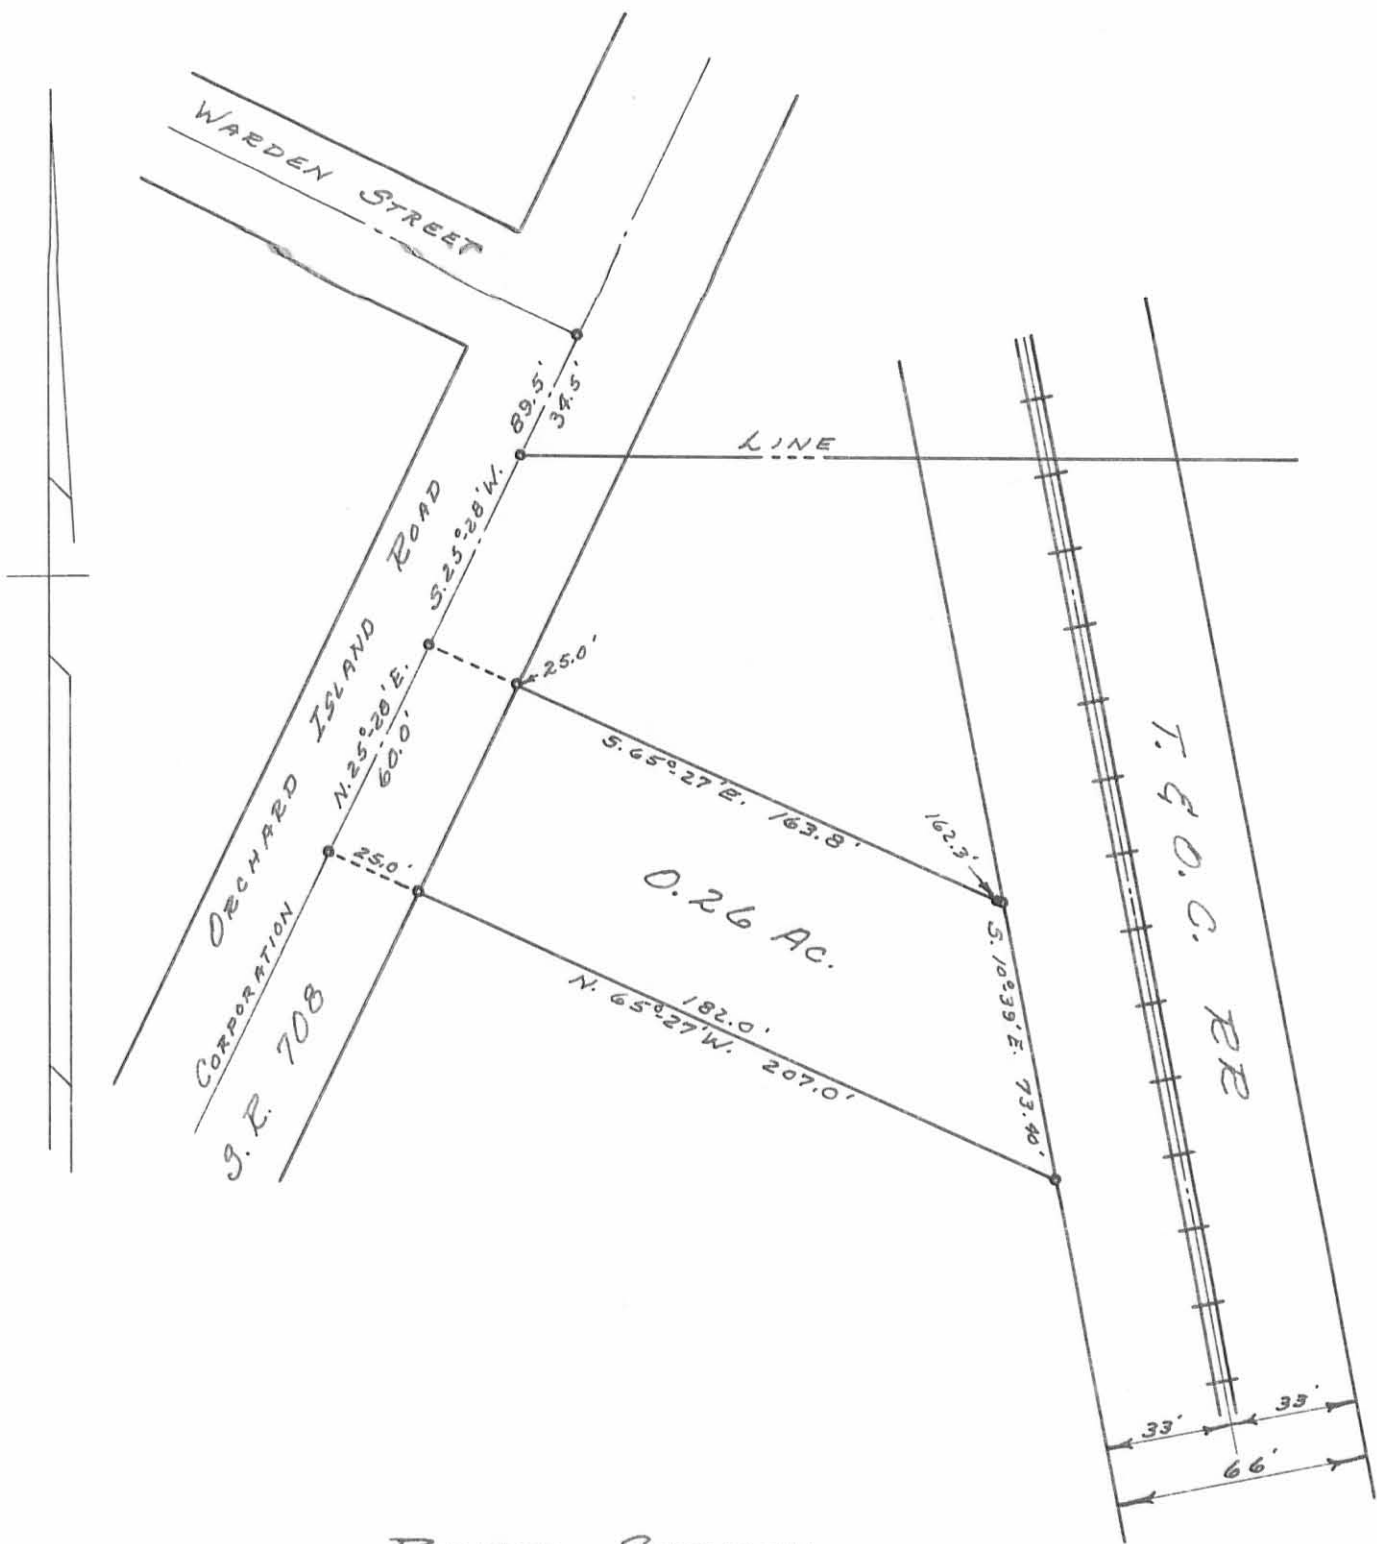 WARDEN STREET
89.5'
34.5'
LINE
S. 25°-28' W.
ORCHARD ISLAND ROAD
N. 25°-28' E.
60.0'
25.0'
S. 65°-27' E. 163.8'
162.3'
25.0'
0.26 AC.
S. 10°-39' E. 73.40'
T. & O. C. RR
CORPORATION
182.0'
N. 65°-27' W. 207.0'
S. R. 708
33'
33'
66'